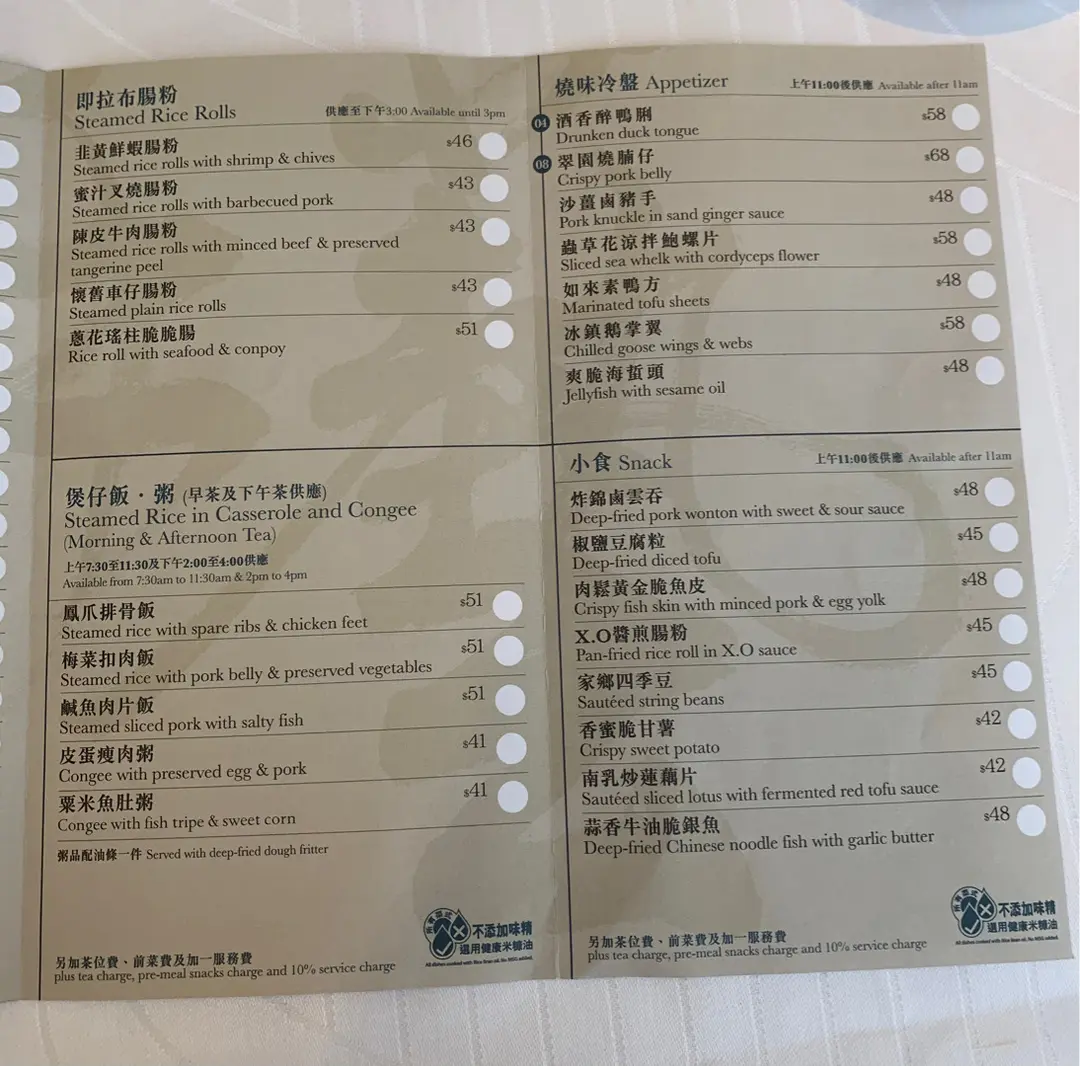 即拉布腸粉
Steamed Rice Rolls
供應至下午3:00 Available until 3pm
韭黃鮮蝦腸粉
$46
Steamed rice rolls with shrimp & chives
蜜汁叉燒腸粉
$43
Steamed rice rolls with barbecued pork
陳皮牛肉腸粉
$43
Steamed rice rolls with minced beef & preserved
tangerine peel
懷舊車仔腸粉
$43
Steamed plain rice rolls
蔥花瑤柱脆脆腸
$51
Rice roll with seafood & conpoy
煲仔飯．粥 (早茶及下午茶供應)
Steamed Rice in Casserole and Congee
(Morning & Afternoon Tea)
上午7:30至11:30及下午2:00至4:00供應
Available from 7:30am to 11:30am & 2pm to 4pm
鳳爪排骨飯
$51
Steamed rice with spare ribs & chicken feet
梅菜扣肉飯
$51
Steamed rice with pork belly & preserved vegetables
鹹魚肉片飯
$51
Steamed sliced pork with salty fish
皮蛋瘦肉粥
$41
Congee with preserved egg & pork
粟米魚肚粥
$41
Congee with fish tripe & sweet corn
粥品配油條一件 Served with deep-fried dough fritter
不添加味精
選用健康米糠油
All dishes cooked with Rice bran oil, No MSG added.
另加茶位費、前菜費及加一服務費
plus tea charge, pre-meal snacks charge and 10% service charge
燒味冷盤 Appetizer
上午11:00後供應 Available after 11am
04 酒香醉鴨脷
$58
Drunken duck tongue
08 翠園燒腩仔
$68
Crispy pork belly
沙薑鹵豬手
$48
Pork knuckle in sand ginger sauce
蟲草花涼拌鮑螺片
$58
Sliced sea whelk with cordyceps flower
如來素鴨方
$48
Marinated tofu sheets
冰鎮鵝掌翼
$58
Chilled goose wings & webs
爽脆海蜇頭
$48
Jellyfish with sesame oil
小食 Snack
上午11:00後供應 Available after 11am
炸錦鹵雲吞
$48
Deep-fried pork wonton with sweet & sour sauce
椒鹽豆腐粒
$45
Deep-fried diced tofu
肉鬆黃金脆魚皮
$48
Crispy fish skin with minced pork & egg yolk
X.O醬煎腸粉
$45
Pan-fried rice roll in X.O sauce
家鄉四季豆
$45
Sautéed string beans
香蜜脆甘薯
$42
Crispy sweet potato
南乳炒蓮藕片
$42
Sautéed sliced lotus with fermented red tofu sauce
蒜香牛油脆銀魚
$48
Deep-fried Chinese noodle fish with garlic butter
不添加味精
選用健康米糠油
All dishes cooked with Rice bran oil, No MSG added.
另加茶位費、前菜費及加一服務費
plus tea charge, pre-meal snacks charge and 10% service charge